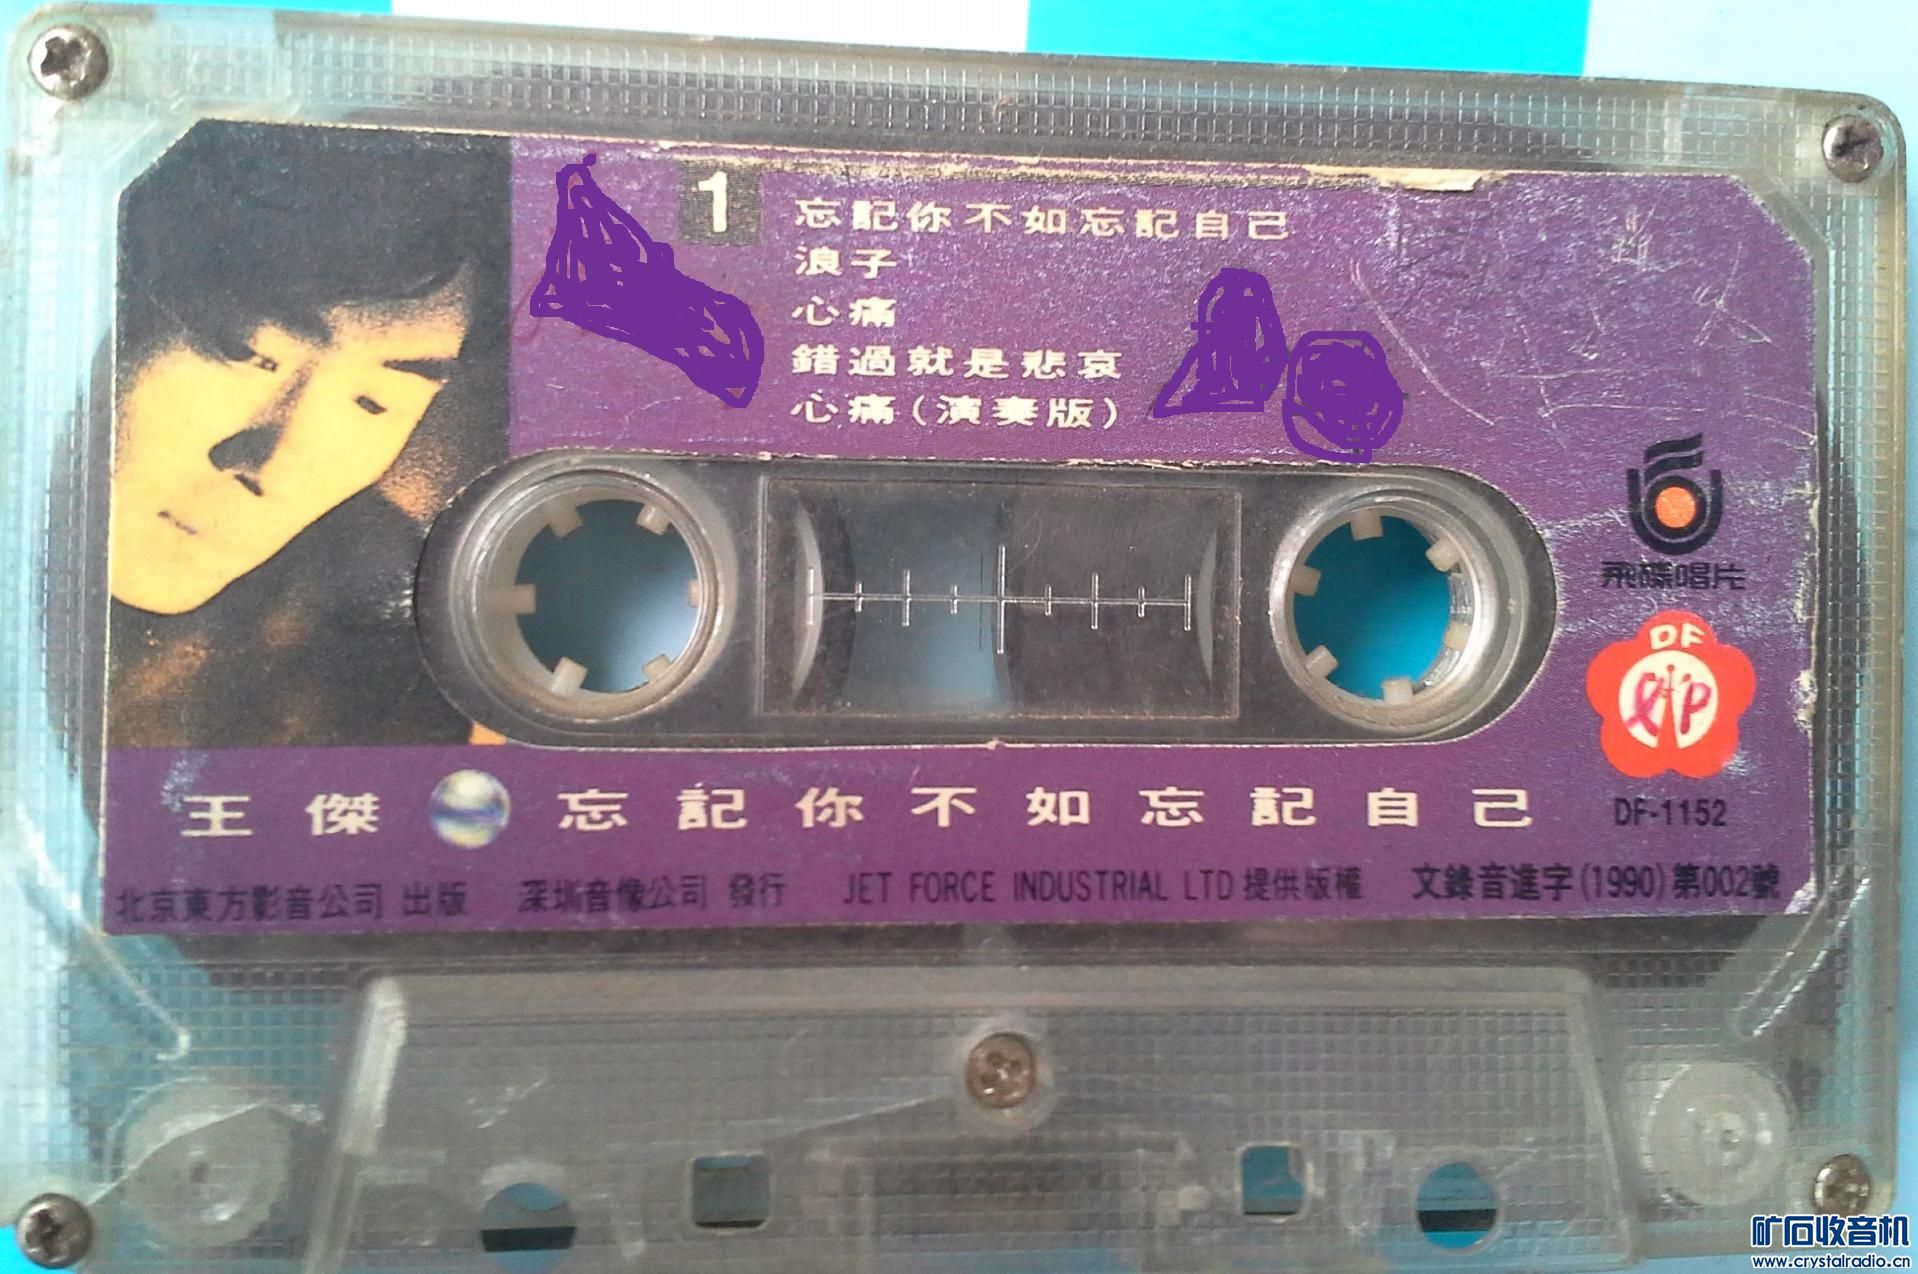 1
忘記你不如忘記自己
浪子
心痛
錯過就是悲哀
心痛(演奏版)
飛碟唱片
DF
王傑 忘記你不如忘記自己
DF-1152
北京東方影音公司 出版 深圳音像公司 發行 JET FORCE INDUSTRIAL LTD 提供版權 文錄音進字(1990)第002號
矿石收音机
www.crystalradio.cn